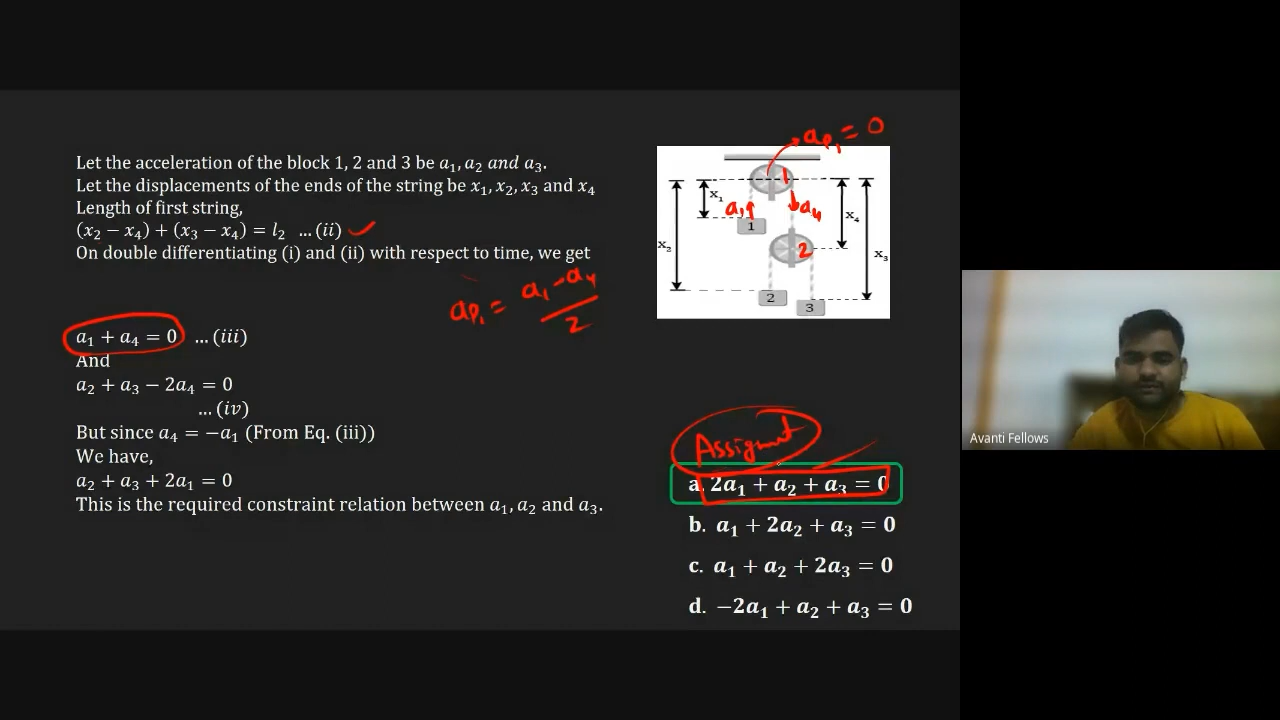 Let the acceleration of the block 1, 2 and 3 be a₁, a₂ and a₃.
Let the displacements of the ends of the string be x₁, x₂, x₃ and x₄
Length of first string,
(x₂ − x₄) + (x₃ − x₄) = l₂ …(ii)
On double differentiating (i) and (ii) with respect to time, we get
aₚ₁ = (a₁ − a₄)/2
a₁ + a₄ = 0 …(iii)
And
a₂ + a₃ − 2a₄ = 0
…(iv)
But since a₄ = −a₁ (From Eq. (iii))
We have,
a₂ + a₃ + 2a₁ = 0
This is the required constraint relation between a₁, a₂ and a₃.
aₚ₁ = 0
1
x₁
a₁
a₄
x₄
1
x₂
2
x₃
2
3
Assigmt
a. 2a₁ + a₂ + a₃ = 0
b. a₁ + 2a₂ + a₃ = 0
c. a₁ + a₂ + 2a₃ = 0
d. −2a₁ + a₂ + a₃ = 0
Avanti Fellows